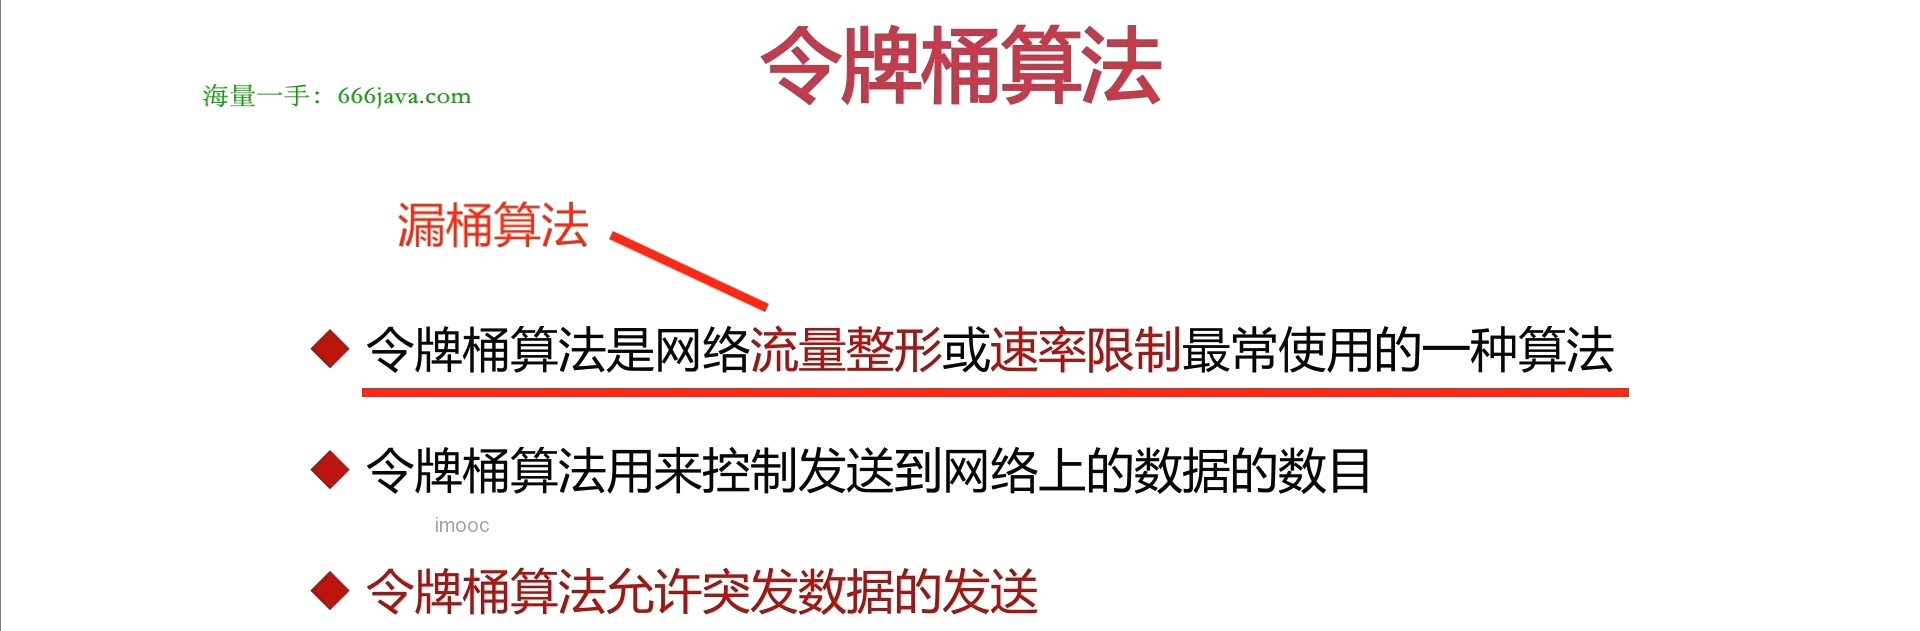 令牌桶算法
海量一手：666java.com
漏桶算法
令牌桶算法是网络流量整形或速率限制最常使用的一种算法
令牌桶算法用来控制发送到网络上的数据的数目
imooc
令牌桶算法允许突发数据的发送